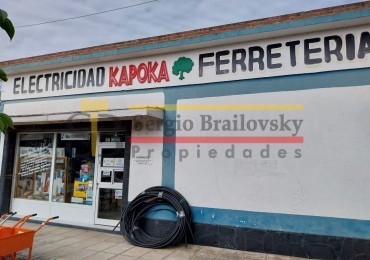 ELECTRICIDAD KAPOKA FERRETERIA
Sergio Brailovsky
Propiedades